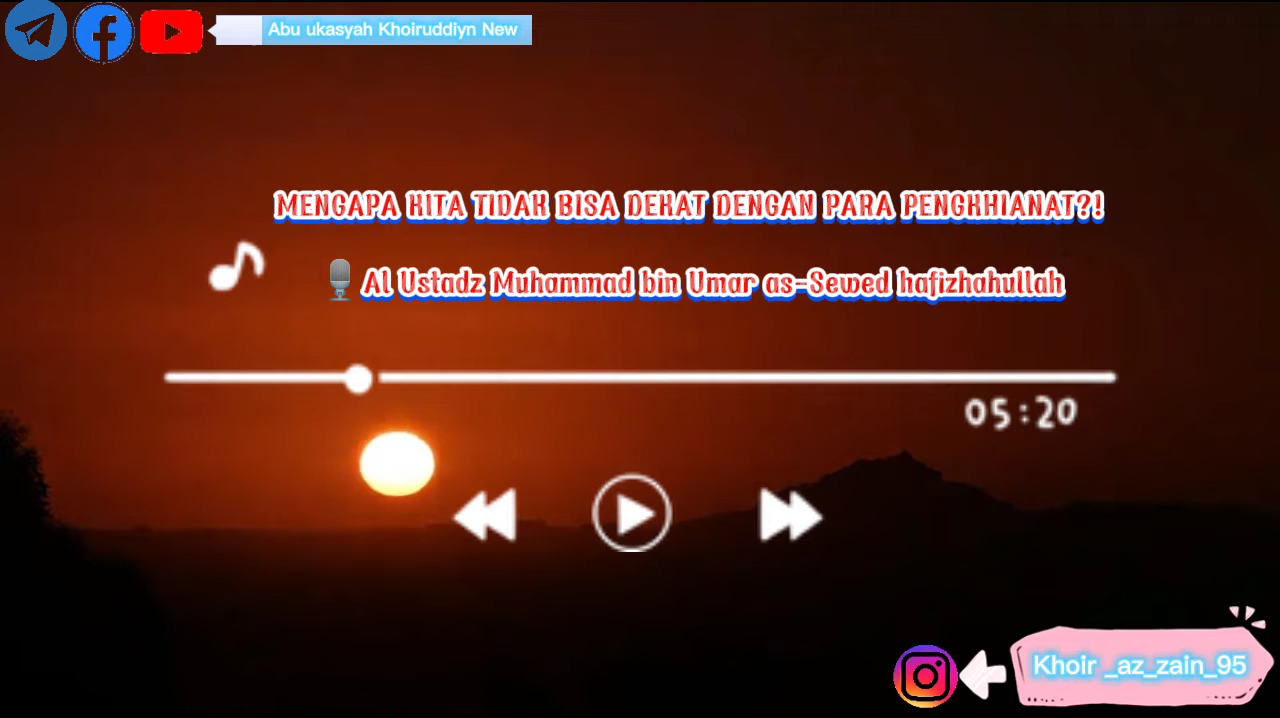 Abu ukasyah Khoiruddiyn New
MENGAPA KITA TIDAK BISA DEKAT DENGAN PARA PENGKHIANAT?!
Al Ustadz Muhammad bin Umar as-Sewed hafizhahullah
05:20
Khoir _az_zain_95